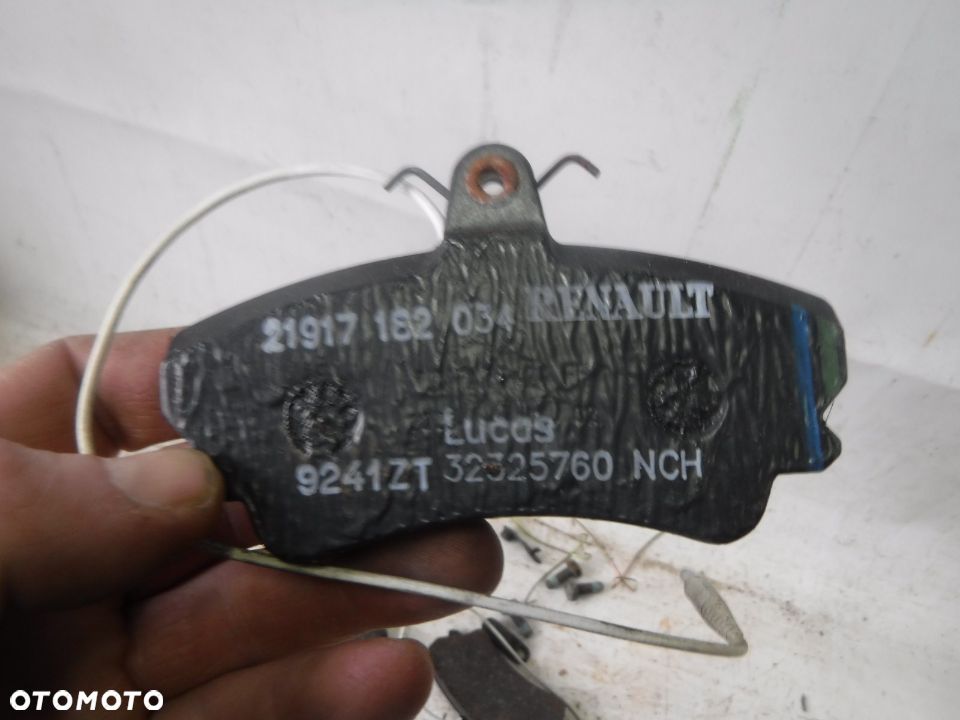 21917 182 034 RENAULT
Lucas
9241ZT 32325760 NCH
OTOMOTO